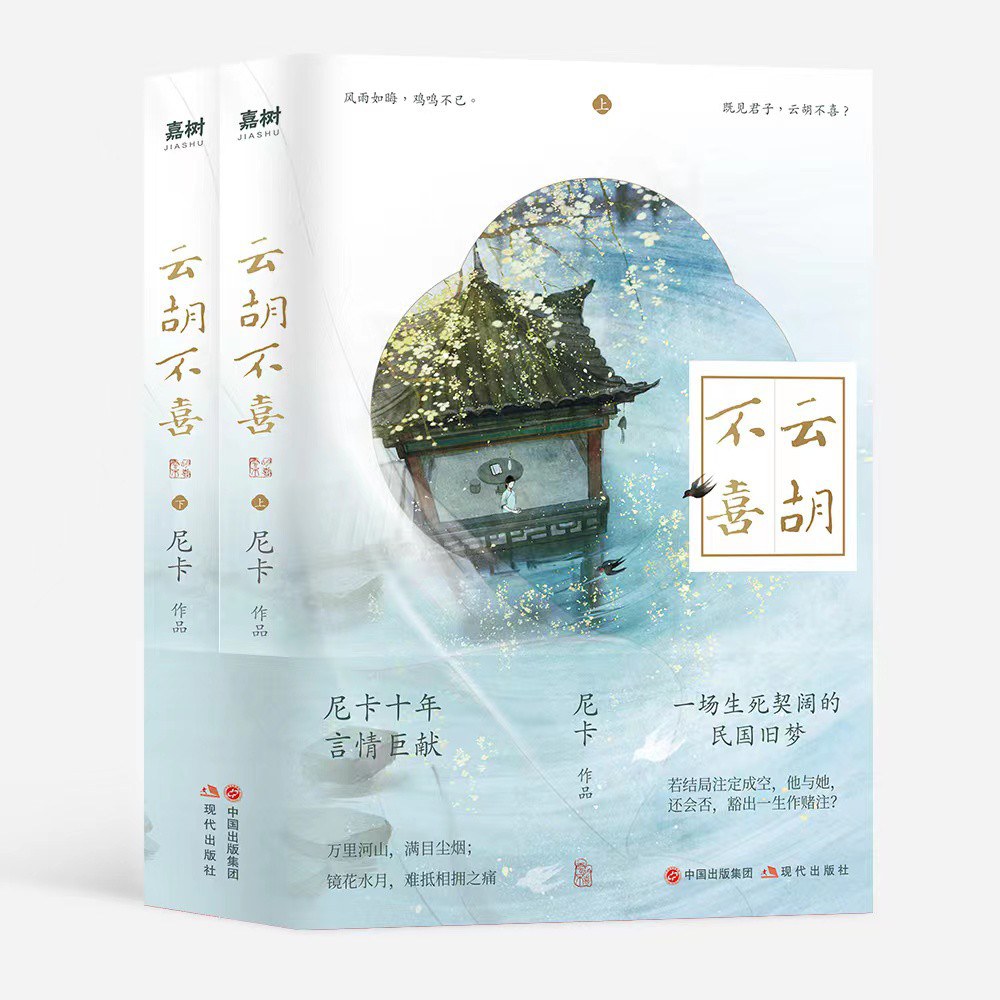 嘉树
JIASHU
云胡不喜
下
尼卡
作品
现代出版社
嘉树
JIASHU
云胡不喜
上
尼卡
作品
中国出版集团
风雨如晦，鸡鸣不已。
上
既见君子，云胡不喜？
云胡
不喜
尼卡十年
言情巨献
万里河山，满目尘烟；
镜花水月，难抵相拥之痛
尼卡
作品
一场生死契阔的
民国旧梦
若结局注定成空，他与她，
还会否，豁出一生作赌注？
中国出版集团 现代出版社